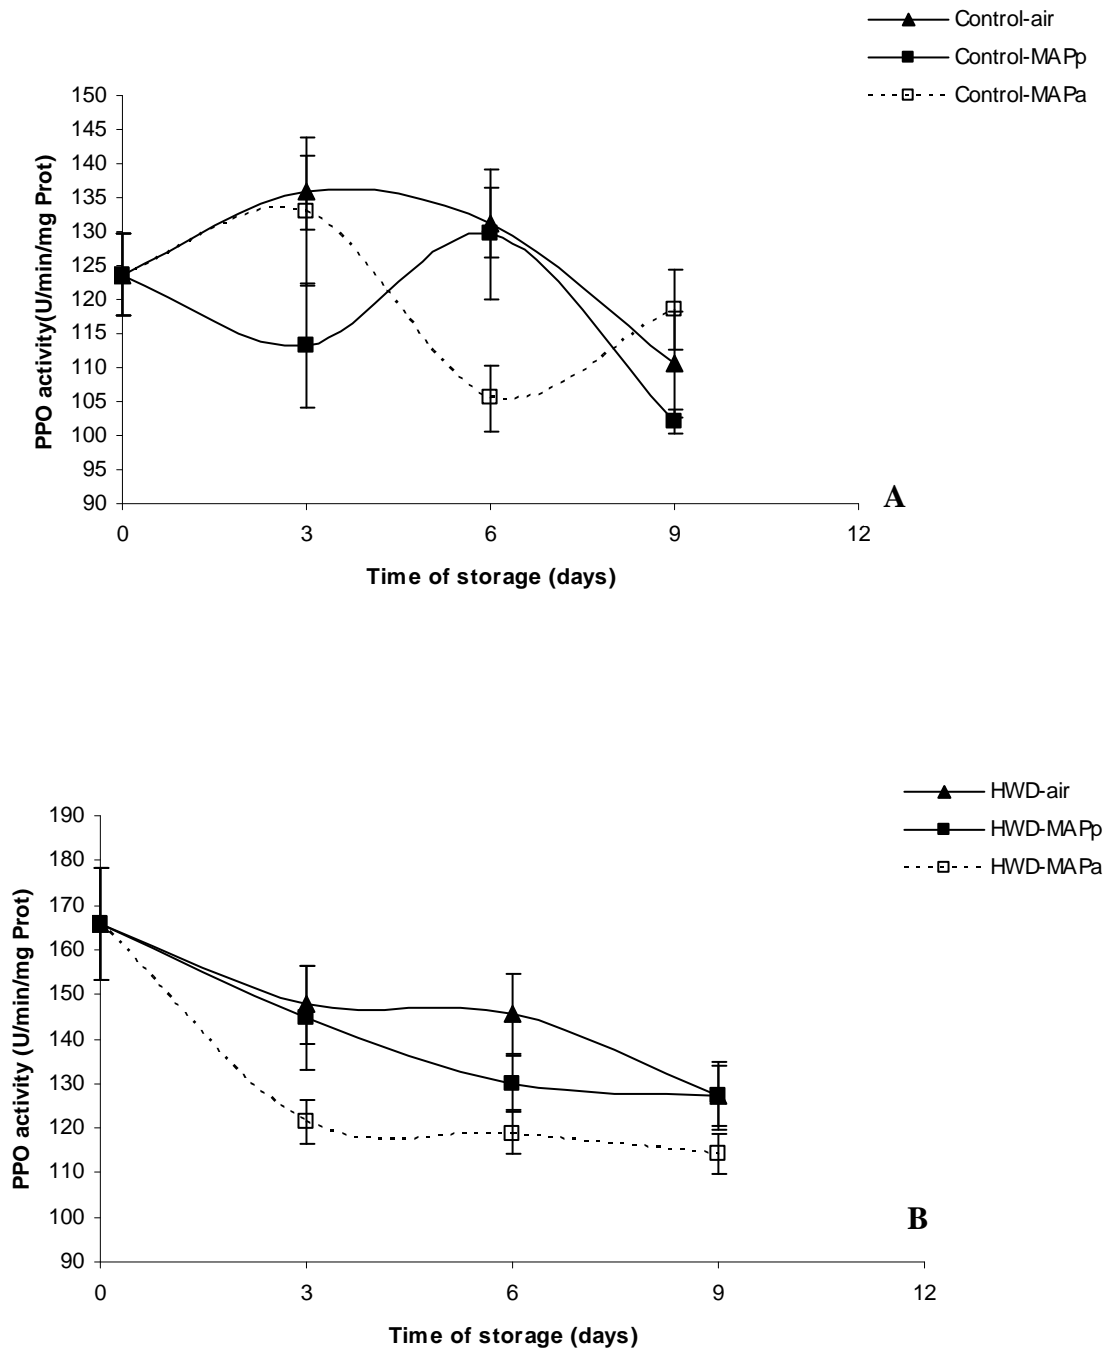 Control-air
Control-MAPp
Control-MAPa
PPO activity(U/min/mg Prot)
150
145
140
135
130
125
120
115
110
105
100
95
90
0 3 6 9 12
A
Time of storage (days)
HWD-air
HWD-MAPp
HWD-MAPa
PPO activity (U/min/mg Prot)
190
180
170
160
150
140
130
120
110
100
90
B
0 3 6 9 12
Time of storage (days)